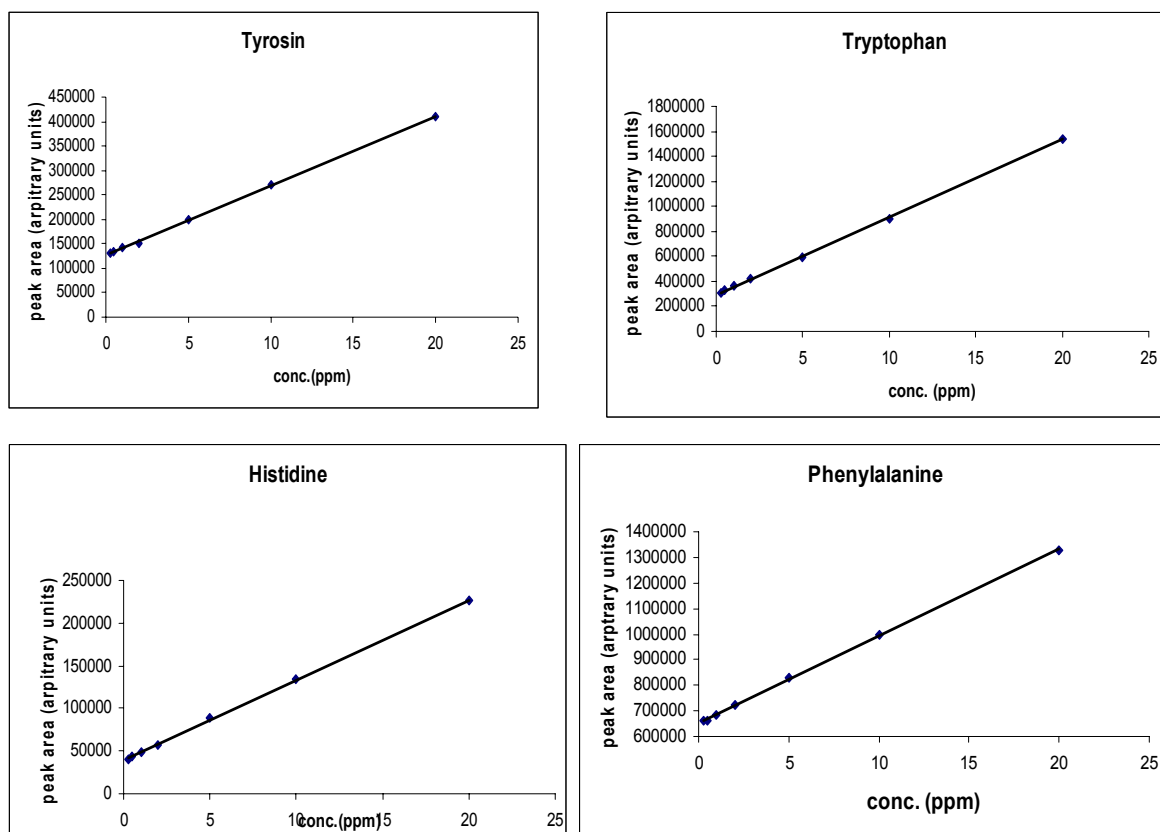 Tyrosin
peak area (arpitrary units)
450000
400000
350000
300000
250000
200000
150000
100000
50000
0
0 5 10 15 20 25
conc.(ppm)
Tryptophan
peak area (arpitrary units)
1800000
1600000
1400000
1200000
1000000
800000
600000
400000
200000
0
0 5 10 15 20 25
conc. (ppm)
Histidine
peak area (arpitrary units)
250000
200000
150000
100000
50000
0
0 5 10 15 20 25
conc.(ppm)
Phenylalanine
peak area (arptrary units)
1400000
1300000
1200000
1100000
1000000
900000
800000
700000
600000
0 5 10 15 20 25
conc. (ppm)